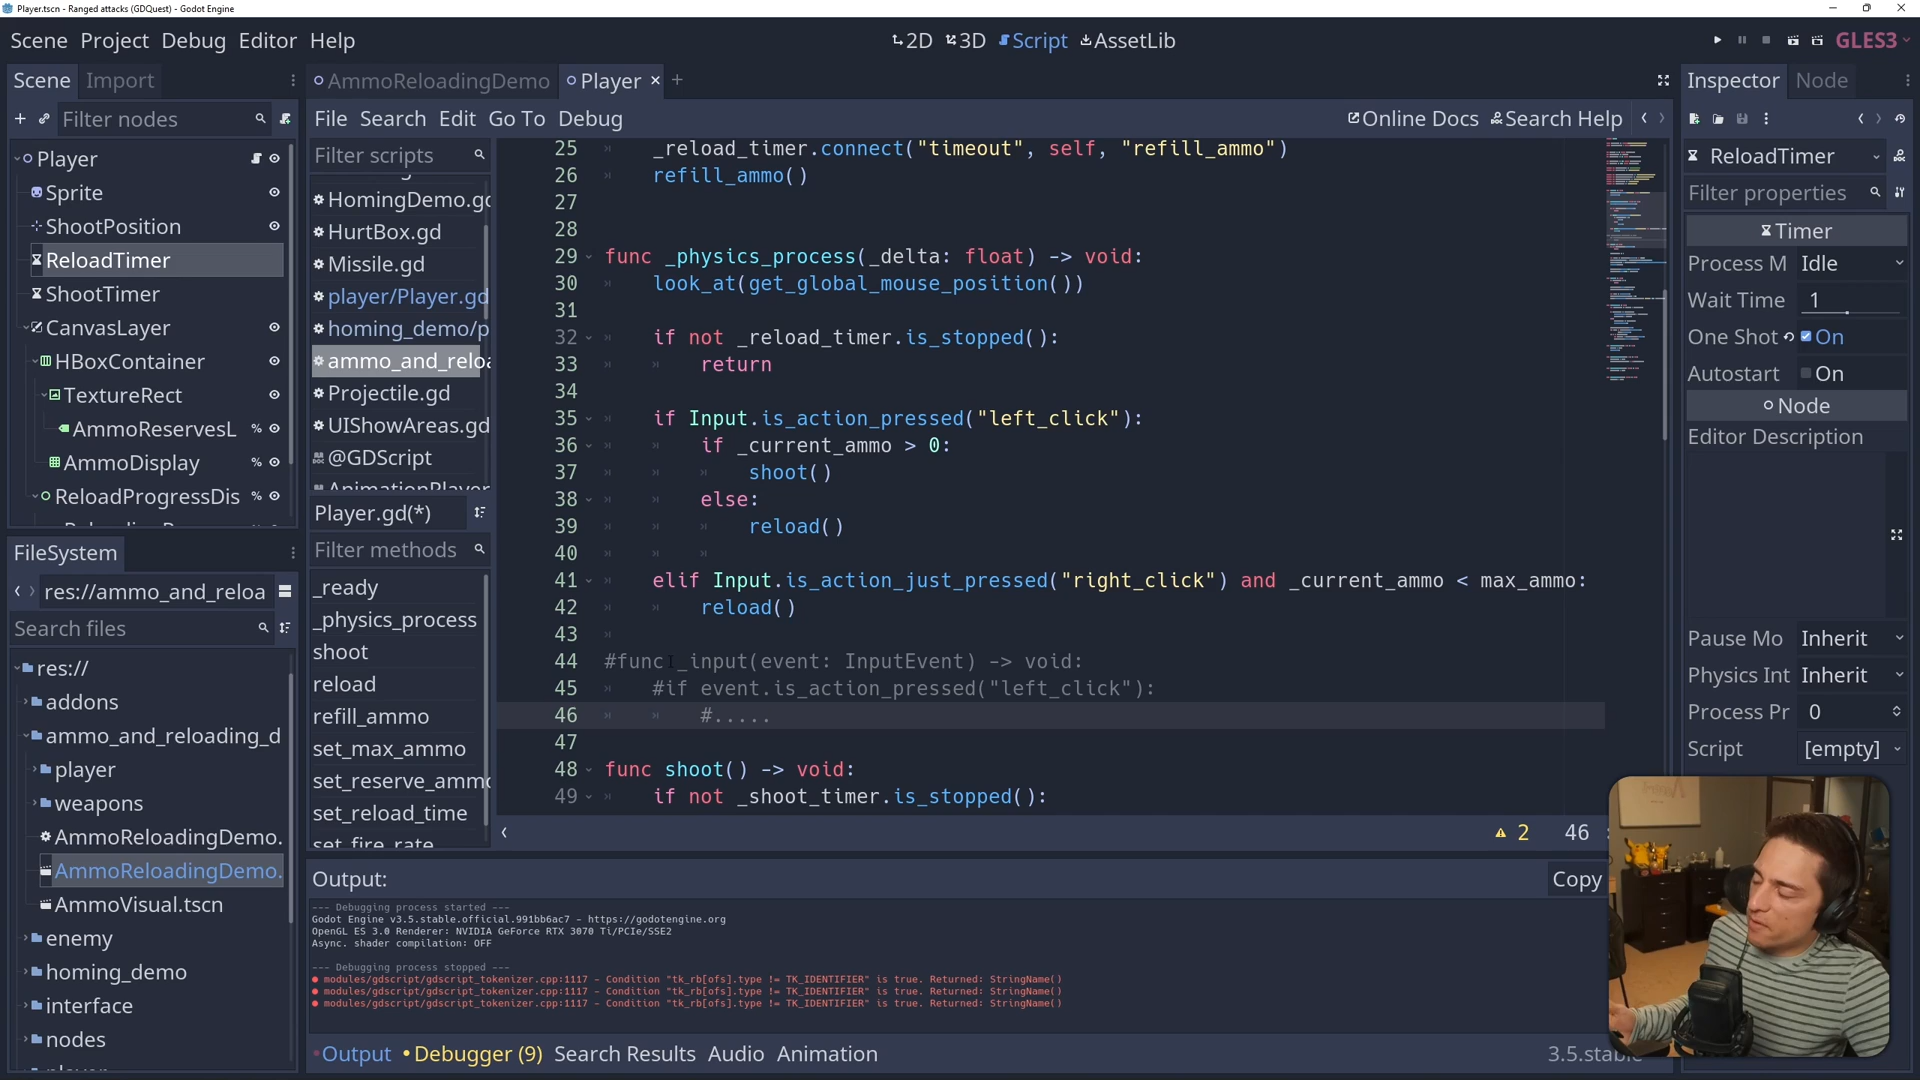 Player.tscn - Ranged attacks (GDQuest) - Godot Engine
Scene Project Debug Editor Help
2D 3D Script AssetLib
GLES3
Scene Import
Filter nodes
Player
Sprite
ShootPosition
ReloadTimer
ShootTimer
CanvasLayer
HBoxContainer
TextureRect
AmmoReservesL
AmmoDisplay
ReloadProgressDis
FileSystem
res://ammo_and_reloa
Search files
res://
addons
ammo_and_reloading_d
player
weapons
AmmoReloadingDemo.
AmmoReloadingDemo.
AmmoVisual.tscn
enemy
homing_demo
interface
nodes
AmmoReloadingDemo Player
File Search Edit Go To Debug
Online Docs Search Help
Filter scripts
HomingDemo.gd
HurtBox.gd
Missile.gd
player/Player.gd
homing_demo/p
ammo_and_reloa
Projectile.gd
UIShowAreas.gd
@GDScript
AnimationPlayer
Player.gd(*)
Filter methods
_ready
_physics_process
shoot
reload
refill_ammo
set_max_ammo
set_reserve_ammo
set_reload_time
set_fire_rate
25 _reload_timer.connect("timeout", self, "refill_ammo")
26 refill_ammo()
27
28
29 func _physics_process(_delta: float) -> void:
30 look_at(get_global_mouse_position())
31
32 if not _reload_timer.is_stopped():
33 return
34
35 if Input.is_action_pressed("left_click"):
36 if _current_ammo > 0:
37 shoot()
38 else:
39 reload()
40
41 elif Input.is_action_just_pressed("right_click") and _current_ammo < max_ammo:
42 reload()
43
44 #func _input(event: InputEvent) -> void:
45 #if event.is_action_pressed("left_click"):
46 #.....
47
48 func shoot() -> void:
49 if not _shoot_timer.is_stopped():
2 46
Output:
Copy
--- Debugging process started ---
Godot Engine v3.5.stable.official.991bb6ac7 - https://godotengine.org
OpenGL ES 3.0 Renderer: NVIDIA GeForce RTX 3070 Ti/PCIe/SSE2
Async. shader compilation: OFF
--- Debugging process stopped ---
modules/gdscript/gdscript_tokenizer.cpp:1117 - Condition "tk_rb[ofs].type != TK_IDENTIFIER" is true. Returned: StringName()
modules/gdscript/gdscript_tokenizer.cpp:1117 - Condition "tk_rb[ofs].type != TK_IDENTIFIER" is true. Returned: StringName()
modules/gdscript/gdscript_tokenizer.cpp:1117 - Condition "tk_rb[ofs].type != TK_IDENTIFIER" is true. Returned: StringName()
Output Debugger (9) Search Results Audio Animation
3.5.stable
Inspector Node
ReloadTimer
Filter properties
Timer
Process M Idle
Wait Time 1
One Shot On
Autostart On
Node
Editor Description
Pause Mo Inherit
Physics Int Inherit
Process Pr 0
Script [empty]